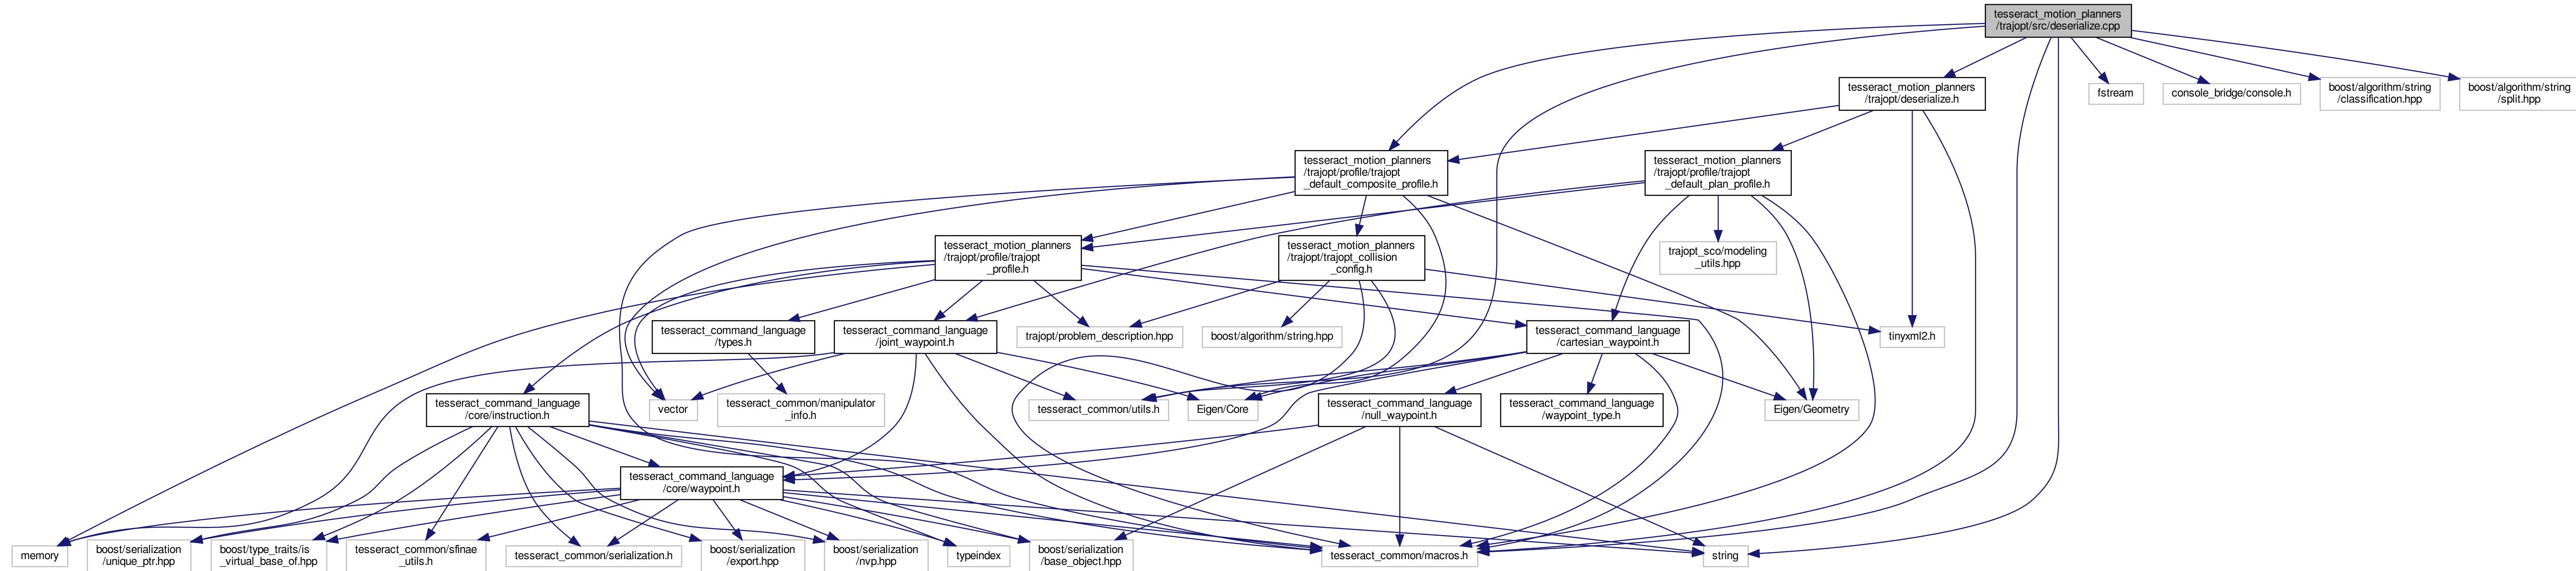 tesseract_motion_planners
/trajopt/src/deserialize.cpp
tesseract_motion_planners
/trajopt/deserialize.h
fstream
console_bridge/console.h
boost/algorithm/string
/classification.hpp
boost/algorithm/string
/split.hpp
tesseract_motion_planners
/trajopt/profile/trajopt
_default_composite_profile.h
tesseract_motion_planners
/trajopt/profile/trajopt
_default_plan_profile.h
tesseract_motion_planners
/trajopt/profile/trajopt
_profile.h
tesseract_motion_planners
/trajopt/trajopt_collision
_config.h
trajopt_sco/modeling
_utils.hpp
tesseract_command_language
/types.h
tesseract_command_language
/joint_waypoint.h
trajopt/problem_description.hpp
boost/algorithm/string.hpp
tesseract_command_language
/cartesian_waypoint.h
tinyxml2.h
tesseract_command_language
/core/instruction.h
vector
tesseract_common/manipulator
_info.h
tesseract_common/utils.h
Eigen/Core
tesseract_command_language
/null_waypoint.h
tesseract_command_language
/waypoint_type.h
Eigen/Geometry
tesseract_command_language
/core/waypoint.h
memory
boost/serialization
/unique_ptr.hpp
boost/type_traits/is
_virtual_base_of.hpp
tesseract_common/sfinae
_utils.h
tesseract_common/serialization.h
boost/serialization
/export.hpp
boost/serialization
/nvp.hpp
typeindex
boost/serialization
/base_object.hpp
tesseract_common/macros.h
string